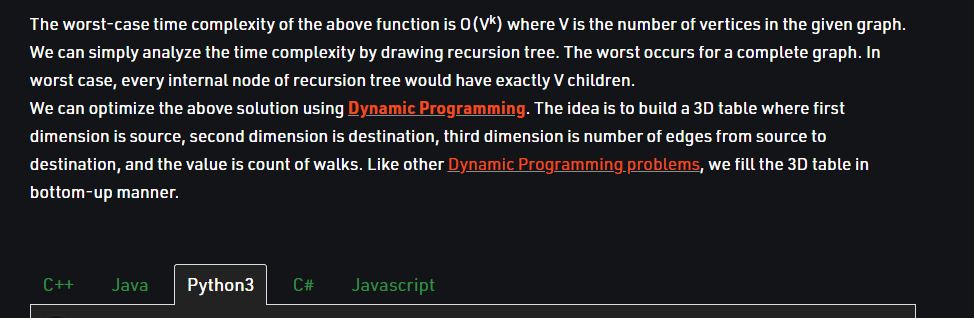 The worst-case time complexity of the above function is O(Vᵏ) where V is the number of vertices in the given graph.
We can simply analyze the time complexity by drawing recursion tree. The worst occurs for a complete graph. In
worst case, every internal node of recursion tree would have exactly V children.
We can optimize the above solution using Dynamic Programming. The idea is to build a 3D table where first
dimension is source, second dimension is destination, third dimension is number of edges from source to
destination, and the value is count of walks. Like other Dynamic Programming problems, we fill the 3D table in
bottom-up manner.
C++ Java Python3 C# Javascript